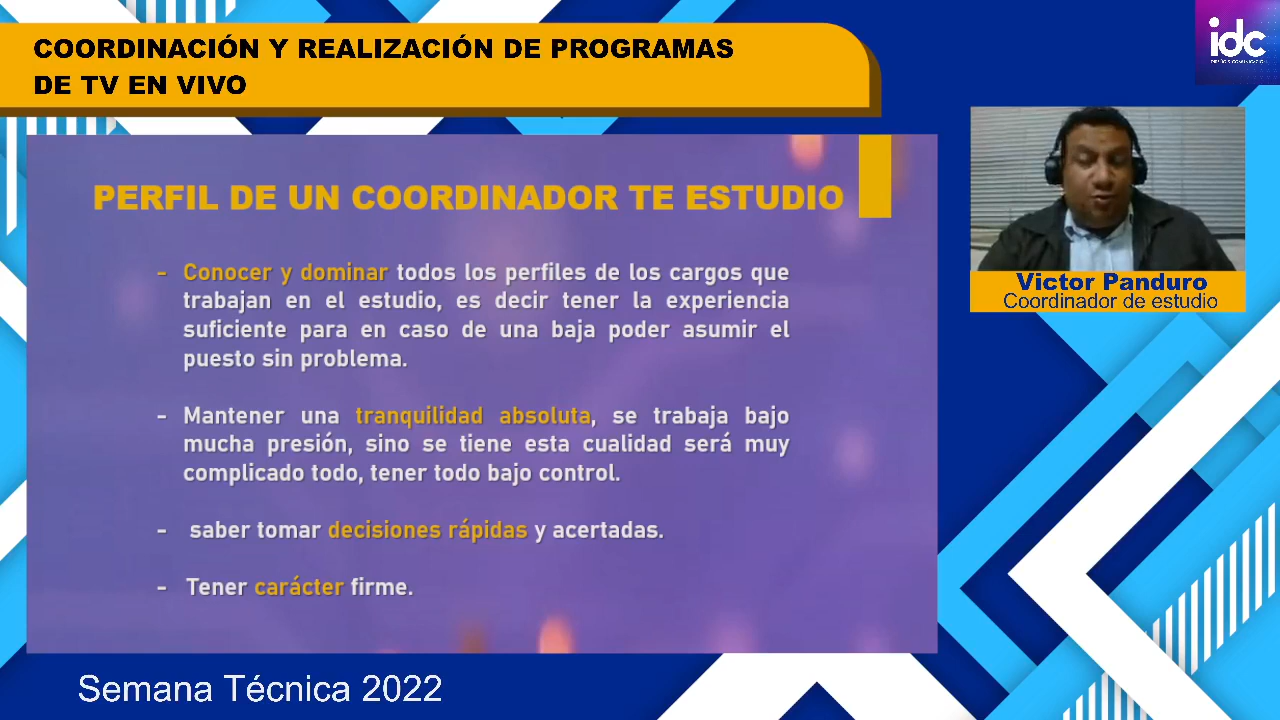 COORDINACIÓN Y REALIZACIÓN DE PROGRAMAS
DE TV EN VIVO
idc
PERFIL DE UN COORDINADOR TE ESTUDIO
- Conocer y dominar todos los perfiles de los cargos que
trabajan en el estudio, es decir tener la experiencia
suficiente para en caso de una baja poder asumir el
puesto sin problema.
- Mantener una tranquilidad absoluta, se trabaja bajo
mucha presión, sino se tiene esta cualidad será muy
complicado todo, tener todo bajo control.
- saber tomar decisiones rápidas y acertadas.
- Tener carácter firme.
Victor Panduro
Coordinador de estudio
Semana Técnica 2022